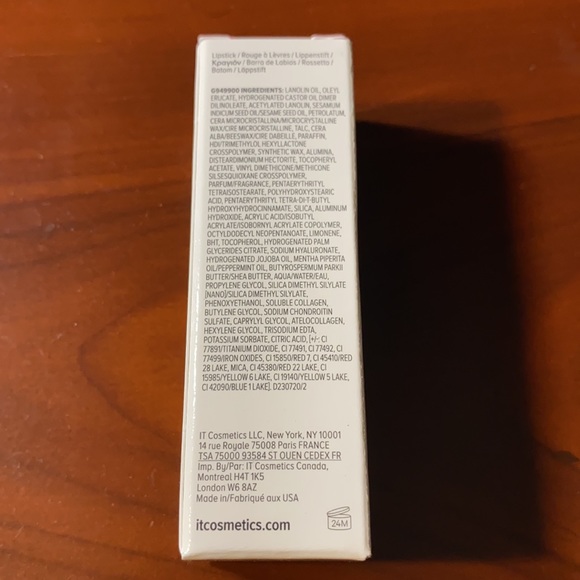 Lipstick / Rouge à Lèvres / Lippenstift /
Κραγιόν / Barra de Labios / Rossetto /
Batom / Läppstift
G949900 INGREDIENTS: LANOLIN OIL, OLEYL
ERUCATE, HYDROGENATED CASTOR OIL DIMER
DILINOLEATE, ACETYLATED LANOLIN, SESAMUM
INDICUM SEED OIL/SESAME SEED OIL, PETROLATUM,
CERA MICROCRISTALLINA/MICROCRYSTALLINE
WAX/CIRE MICROCRISTALLINE, TALC, CERA
ALBA/BEESWAX/CIRE DABEILLE, PARAFFIN,
HDI/TRIMETHYLOL HEXYLLACTONE
CROSSPOLYMER, SYNTHETIC WAX, ALUMINA,
DISTEARDIMONIUM HECTORITE, TOCOPHERYL
ACETATE, VINYL DIMETHICONE/METHICONE
SILSESQUIOXANE CROSSPOLYMER,
PARFUM/FRAGRANCE, PENTAERYTHRITYL
TETRAISOSTEARATE, POLYHYDROXYSTEARIC
ACID, PENTAERYTHRITYL TETRA-DI-T-BUTYL
HYDROXYHYDROCINNAMATE, SILICA, ALUMINUM
HYDROXIDE, ACRYLIC ACID/ISOBUTYL
ACRYLATE/ISOBORNYL ACRYLATE COPOLYMER,
OCTYLDODECYL NEOPENTANOATE, LIMONENE,
BHT, TOCOPHEROL, HYDROGENATED PALM
GLYCERIDES CITRATE, SODIUM HYALURONATE,
HYDROGENATED JOJOBA OIL, MENTHA PIPERITA
OIL/PEPPERMINT OIL, BUTYROSPERMUM PARKII
BUTTER/SHEA BUTTER, AQUA/WATER/EAU,
PROPYLENE GLYCOL, SILICA DIMETHYL SILYLATE
[NANO]/SILICA DIMETHYL SILYLATE,
PHENOXYETHANOL, SOLUBLE COLLAGEN,
BUTYLENE GLYCOL, SODIUM CHONDROITIN
SULFATE, CAPRYLYL GLYCOL, ATELOCOLLAGEN,
HEXYLENE GLYCOL, TRISODIUM EDTA,
POTASSIUM SORBATE, CITRIC ACID, [+/-: CI
77891/TITANIUM DIOXIDE, CI 77491, CI 77492, CI
77499/IRON OXIDES, CI 15850/RED 7, CI 45410/RED
28 LAKE, MICA, CI 45380/RED 22 LAKE, CI
15985/YELLOW 6 LAKE, CI 19140/YELLOW 5 LAKE,
CI 42090/BLUE 1 LAKE]. D230720/2
IT Cosmetics LLC, New York, NY 10001
14 rue Royale 75008 Paris FRANCE
TSA 75000 93584 ST OUEN CEDEX FR
Imp. By/Par: IT Cosmetics Canada,
Montreal H4T 1K5
London W6 8AZ
Made in/Fabriqué aux USA
itcosmetics.com
24M